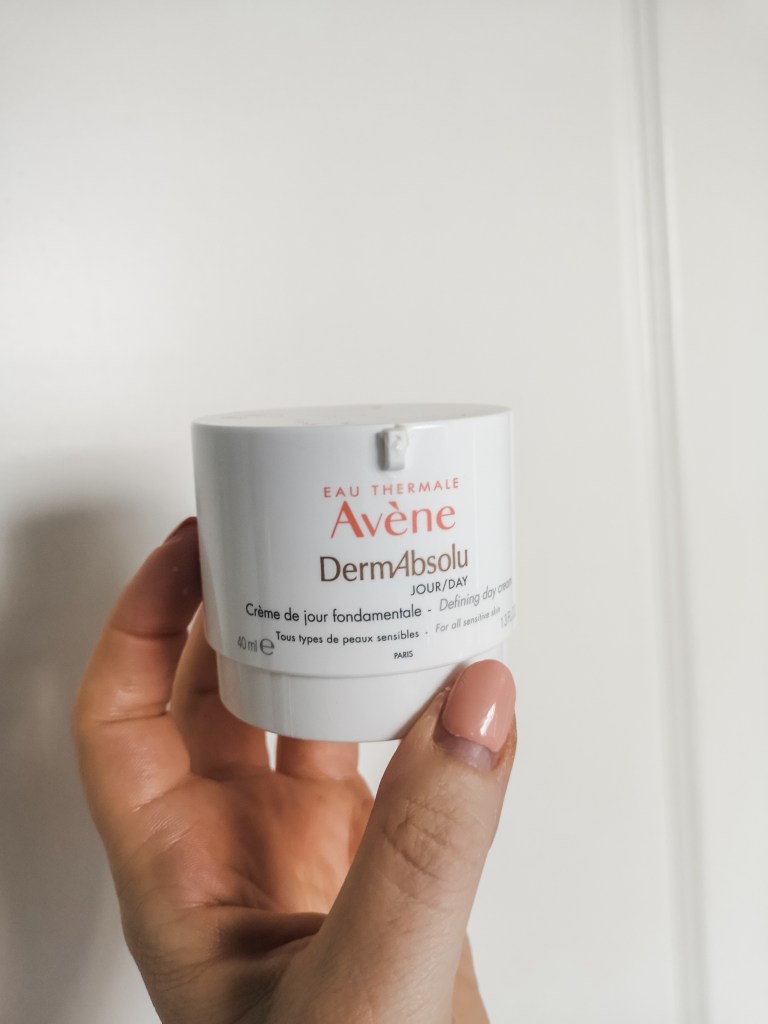 EAU THERMALE
Avène
DermAbsolu
JOUR/DAY
Crème de jour fondamentale - Defining day cream
Tous types de peaux sensibles - For all sensitive skin
40 ml e
PARIS